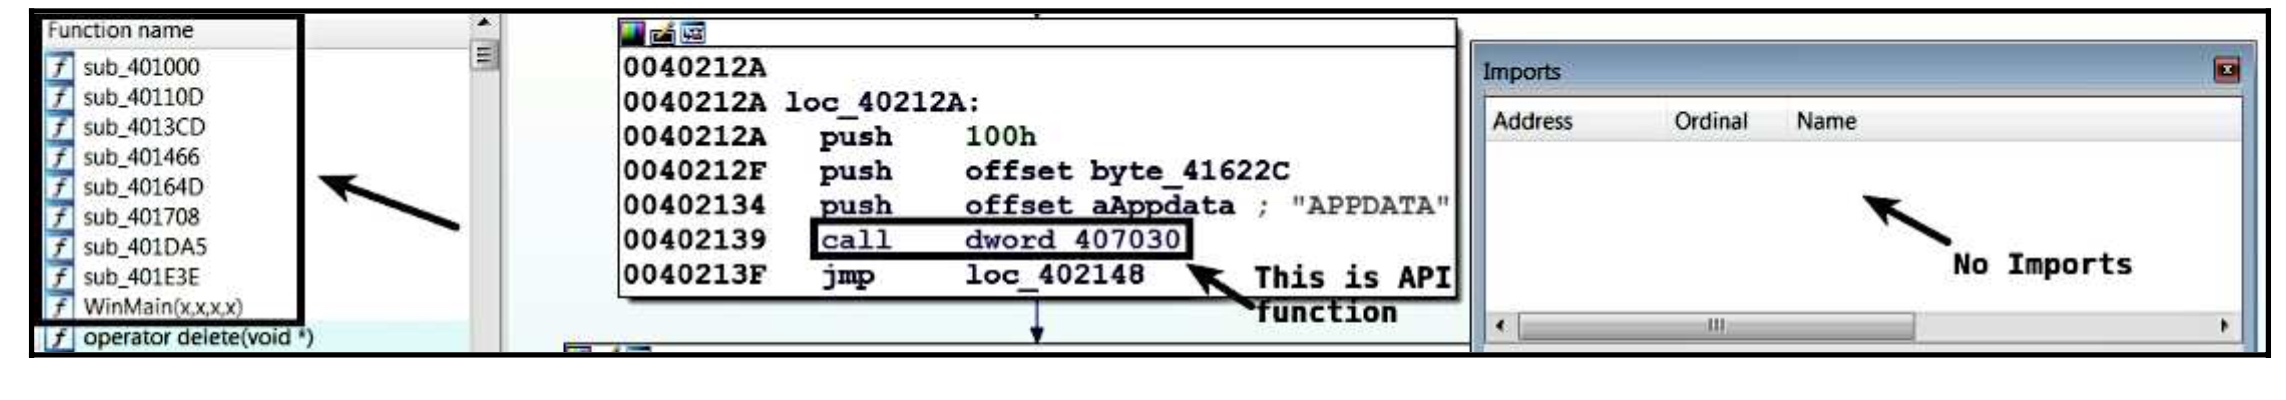 Function name
f sub_401000
f sub_40110D
f sub_4013CD
f sub_401466
f sub_40164D
f sub_401708
f sub_401DA5
f sub_401E3E
f WinMain(x,x,x,x)
f operator delete(void *)
0040212A
0040212A loc_40212A:
0040212A push 100h
0040212F push offset byte_41622C
00402134 push offset aAppdata ; "APPDATA"
00402139 call dword_407030
0040213F jmp loc_402148
This is API
function
Imports
Address Ordinal Name
No Imports